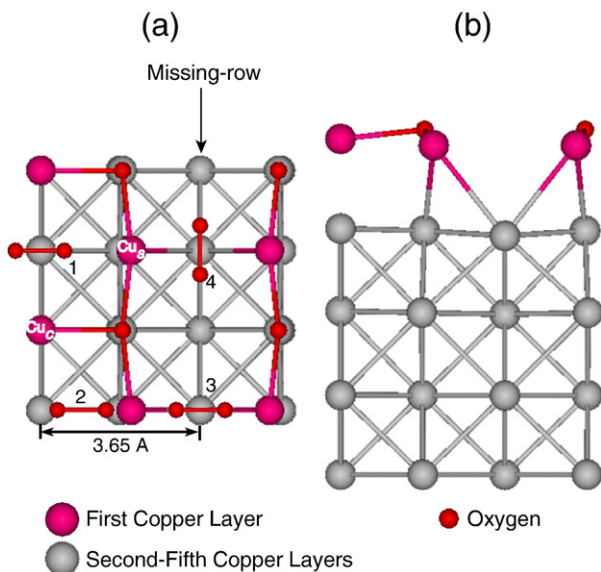 (a)
(b)
Missing-row
Cu_s
1
4
Cu_c
2
3
3.65 A
First Copper Layer
Oxygen
Second-Fifth Copper Layers